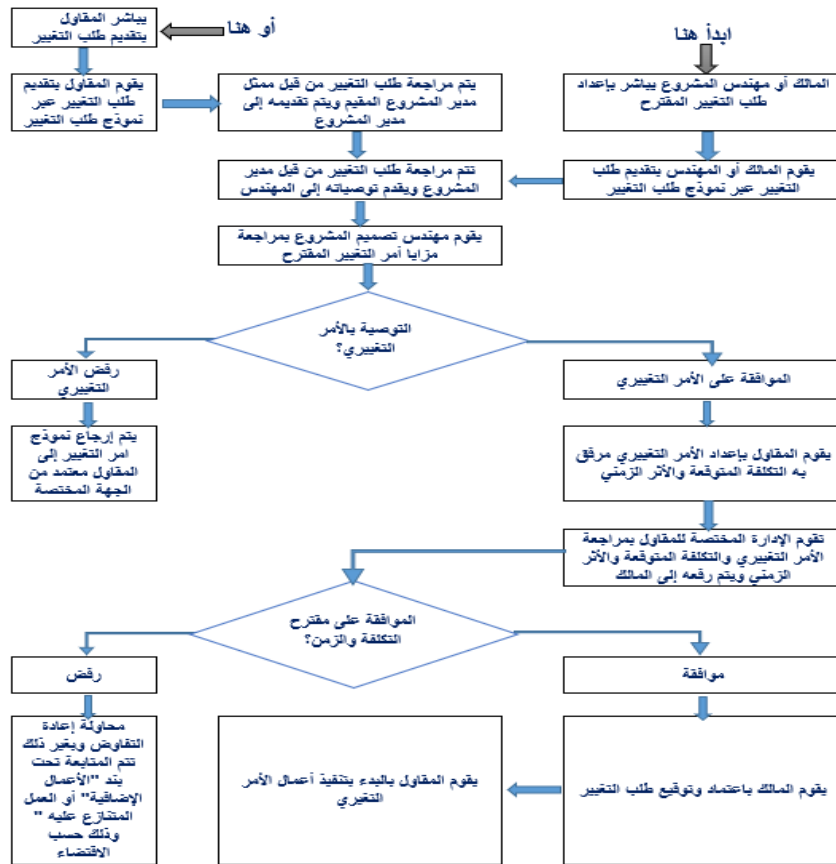 ابدأ هنا
أو هنا
يباشر المقاول
بتقديم طلب التغيير
المالك أو مهندس المشروع يباشر بإعداد
طلب التغيير المقترح
يتم مراجعة طلب التغيير من قبل ممثل
مدير المشروع المقيم ويتم تقديمه إلى
مدير المشروع
يقوم المقاول بتقديم
طلب التغيير عبر
نموذج طلب التغيير
يقوم المالك أو المهندس بتقديم طلب
التغيير عبر نموذج طلب التغيير
تتم مراجعة طلب التغيير من قبل مدير
المشروع ويقدم توصياته إلى المهندس
يقوم مهندس تصميم المشروع بمراجعة
مزايا أمر التغيير المقترح
التوصية بالأمر
التغييري؟
الموافقة على الأمر التغييري
رفض الأمر
التغييري
يقوم المقاول بإعداد الأمر التغييري مرفق
به التكلفة المتوقعة والأثر الزمني
يتم إرجاع نموذج
امر التغيير إلى
المقاول معتمد من
الجهة المختصة
تقوم الإدارة المختصة للمقاول بمراجعة
الأمر التغييري والتكلفة المتوقعة والأثر
الزمني ويتم رفعه إلى المالك
الموافقة على مقترح
التكلفة والزمن؟
موافقة
رفض
يقوم المالك باعتماد وتوقيع طلب التغيير
يقوم المقاول بالبدء بتنفيذ أعمال الأمر
التغيري
محاولة إعادة
التفاوض وبغير ذلك
تتم المتابعة تحت
بند "الأعمال
الإضافية" أو العمل
المتنازع عليه "
وذلك حسب
الاقتضاء